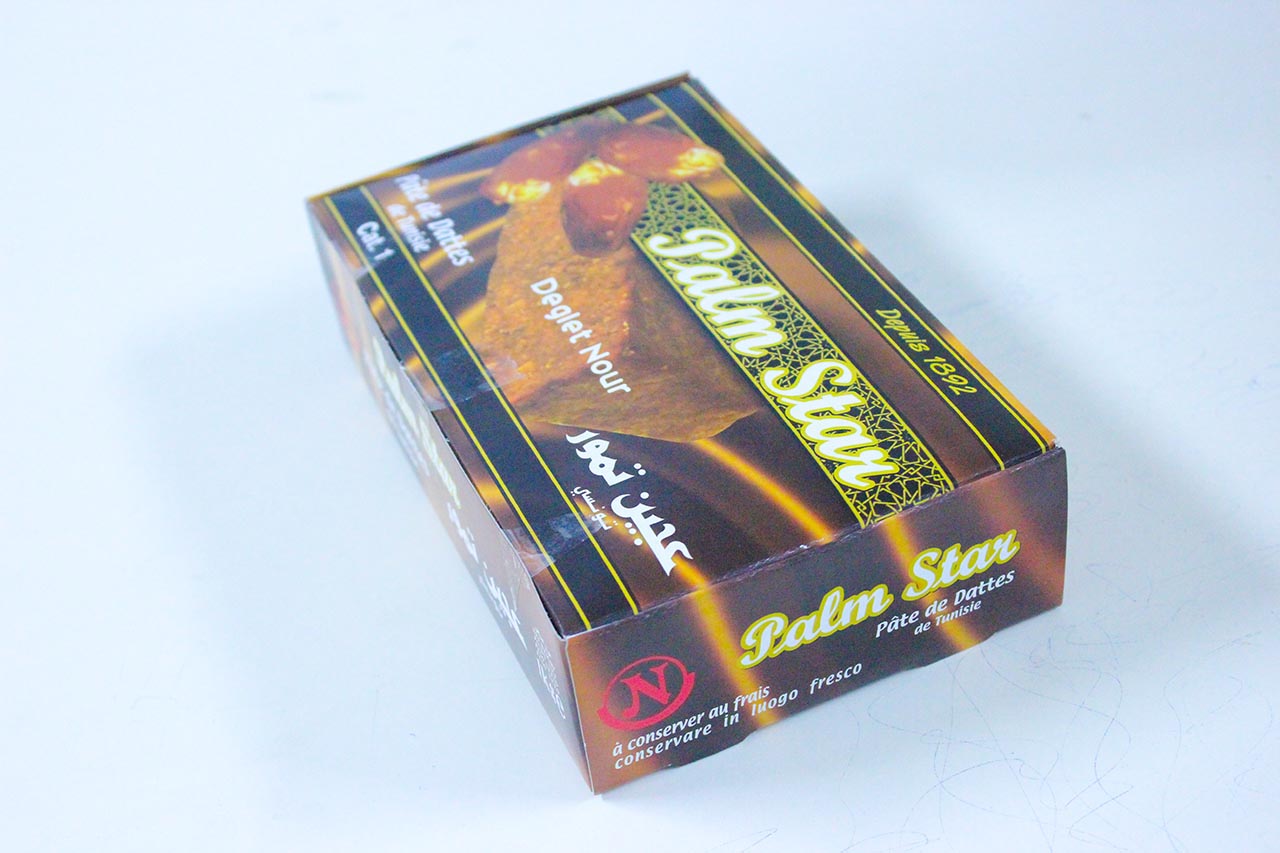 Palm Star
Depuis 1892
Pâte de Dattes
de Tunisie
Cat. 1
Deglet Nour
عجين تمور
تونسي
Palm Star
Pâte de Dattes
de Tunisie
N
à conserver au frais
conservare in luogo fresco